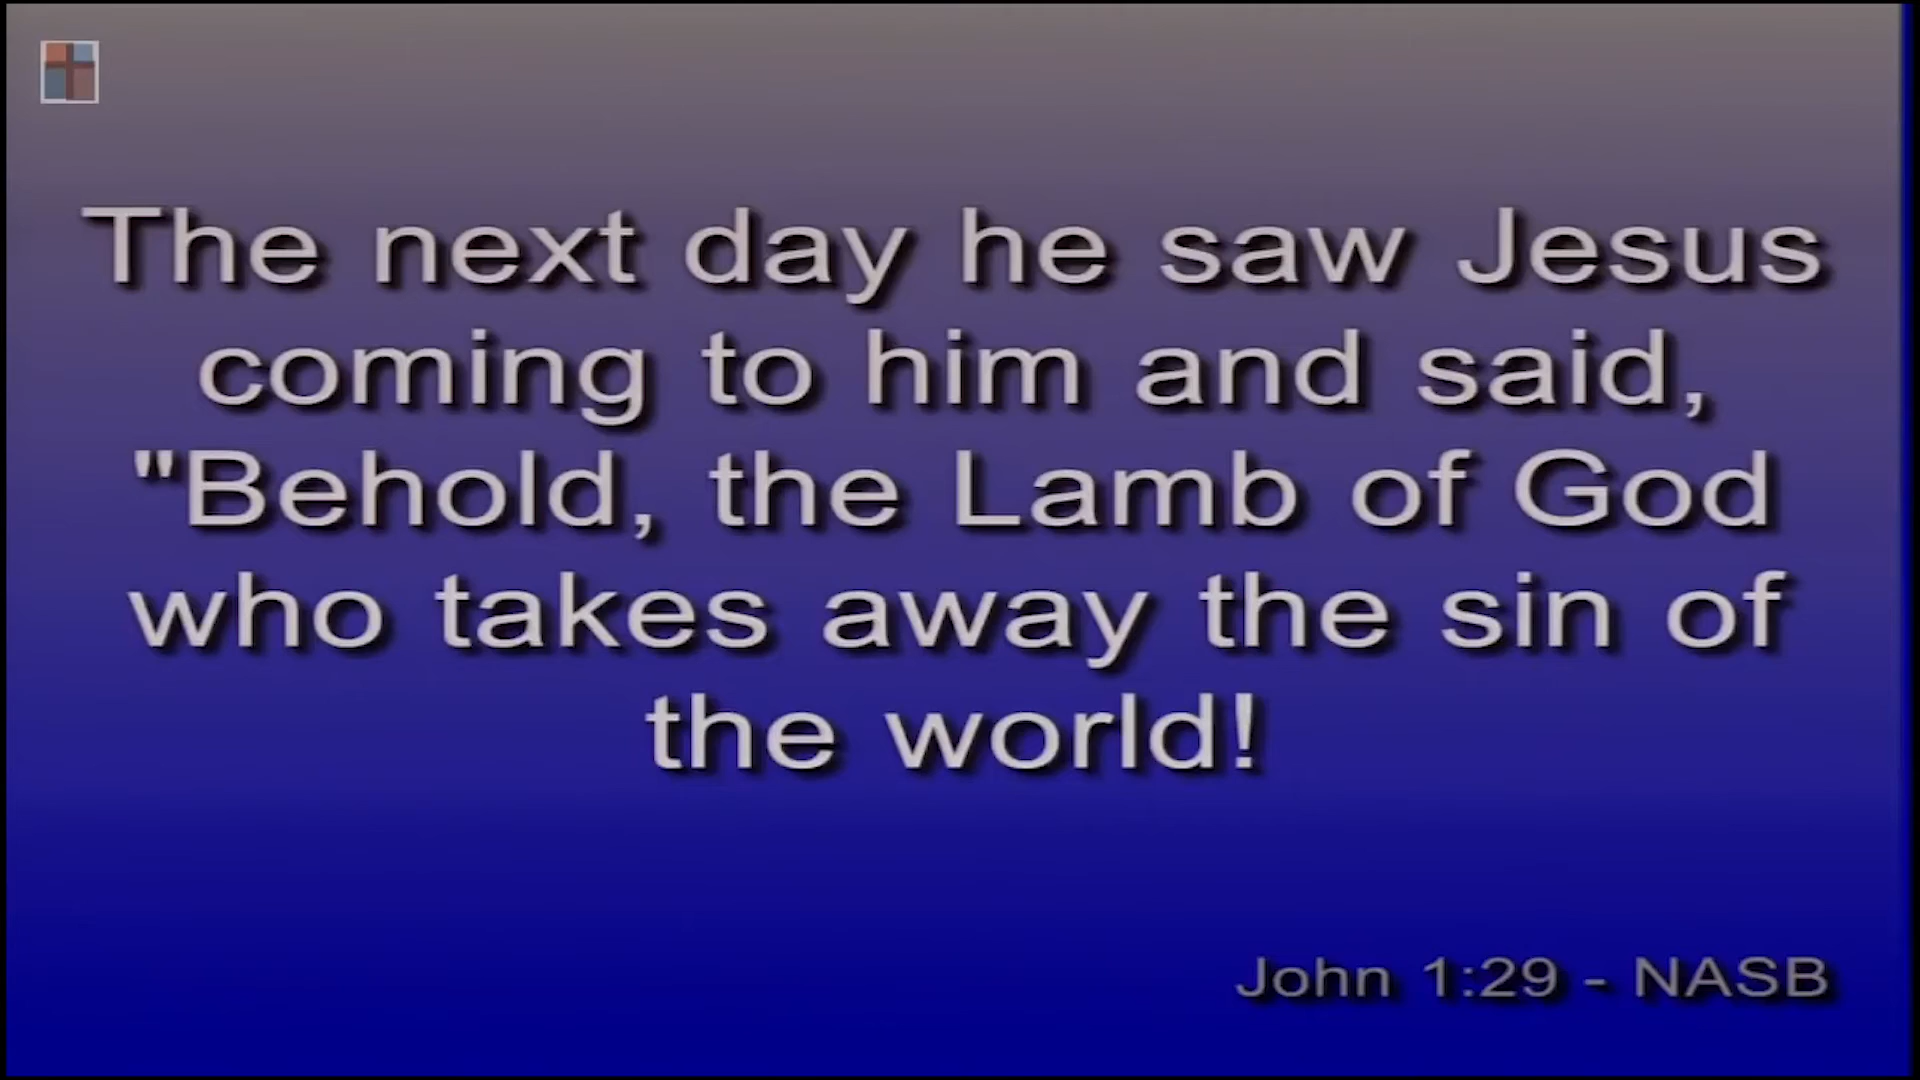 The next day he saw Jesus
coming to him and said,
"Behold, the Lamb of God
who takes away the sin of
the world!
John 1:29 - NASB